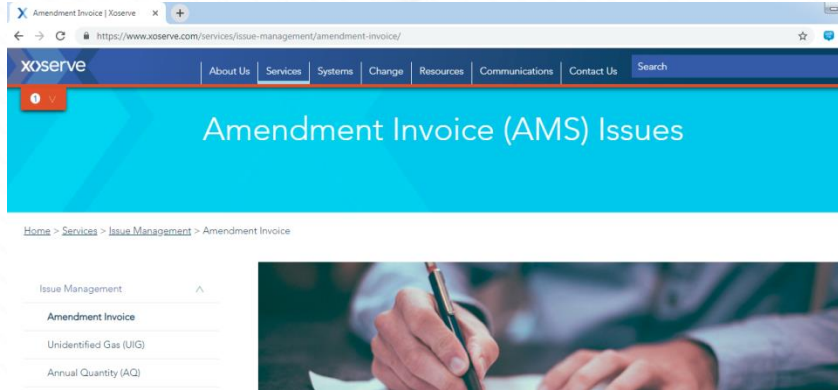 Amendment Invoice | Xoserve
https://www.xoserve.com/services/issue-management/amendment-invoice/
xoserve
About Us Services Systems Change Resources Communications Contact Us Search
1
Amendment Invoice (AMS) Issues
Home > Services > Issue Management > Amendment Invoice
Issue Management
Amendment Invoice
Unidentified Gas (UIG)
Annual Quantity (AQ)